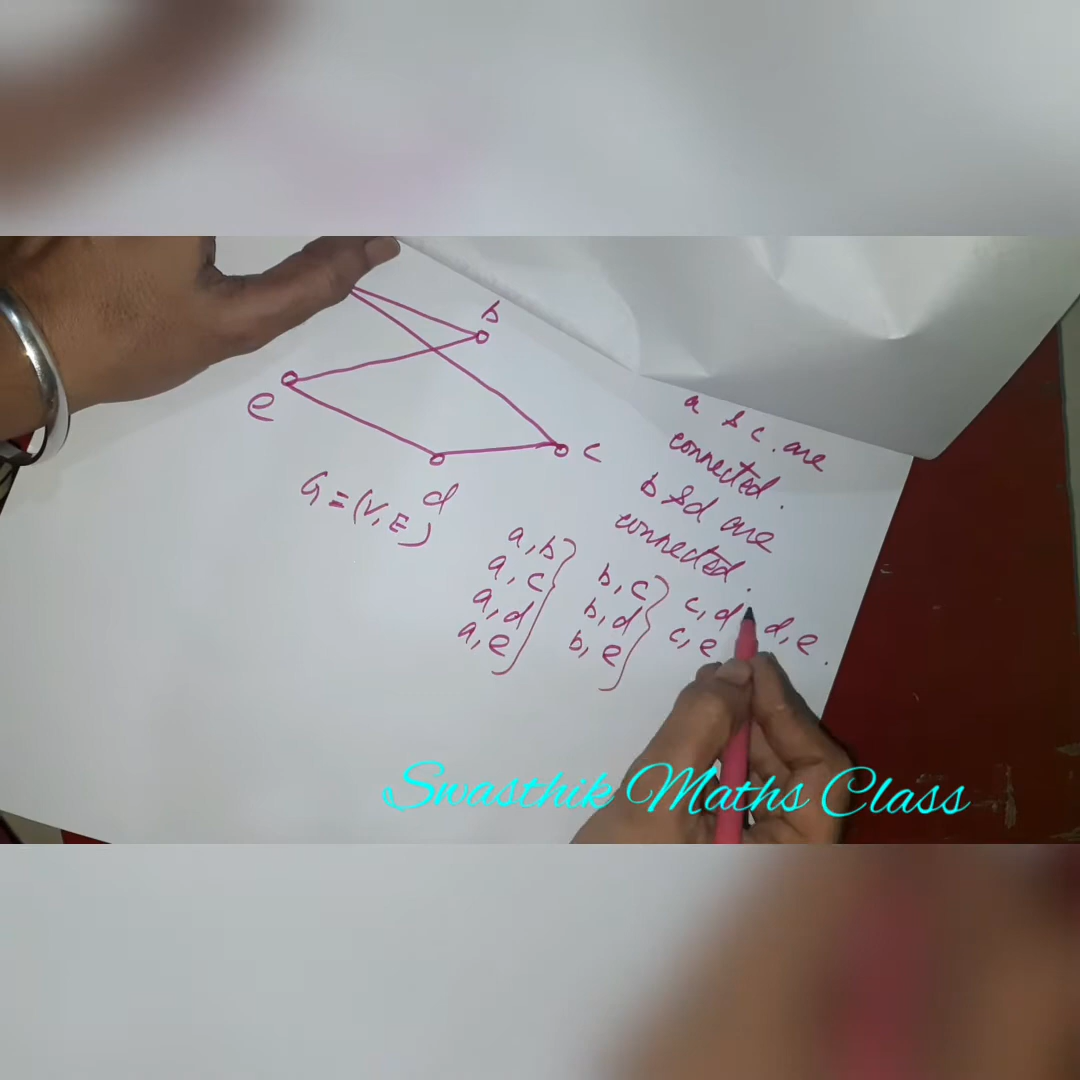 b
e
c
d
G = (V, E)
a & c. are
connected.
b & d are
connected.
a, b
a, c
a, d
a, e
b, c
b, d
b, e
c, d
c, e
d, e.
Swasthik Maths Class